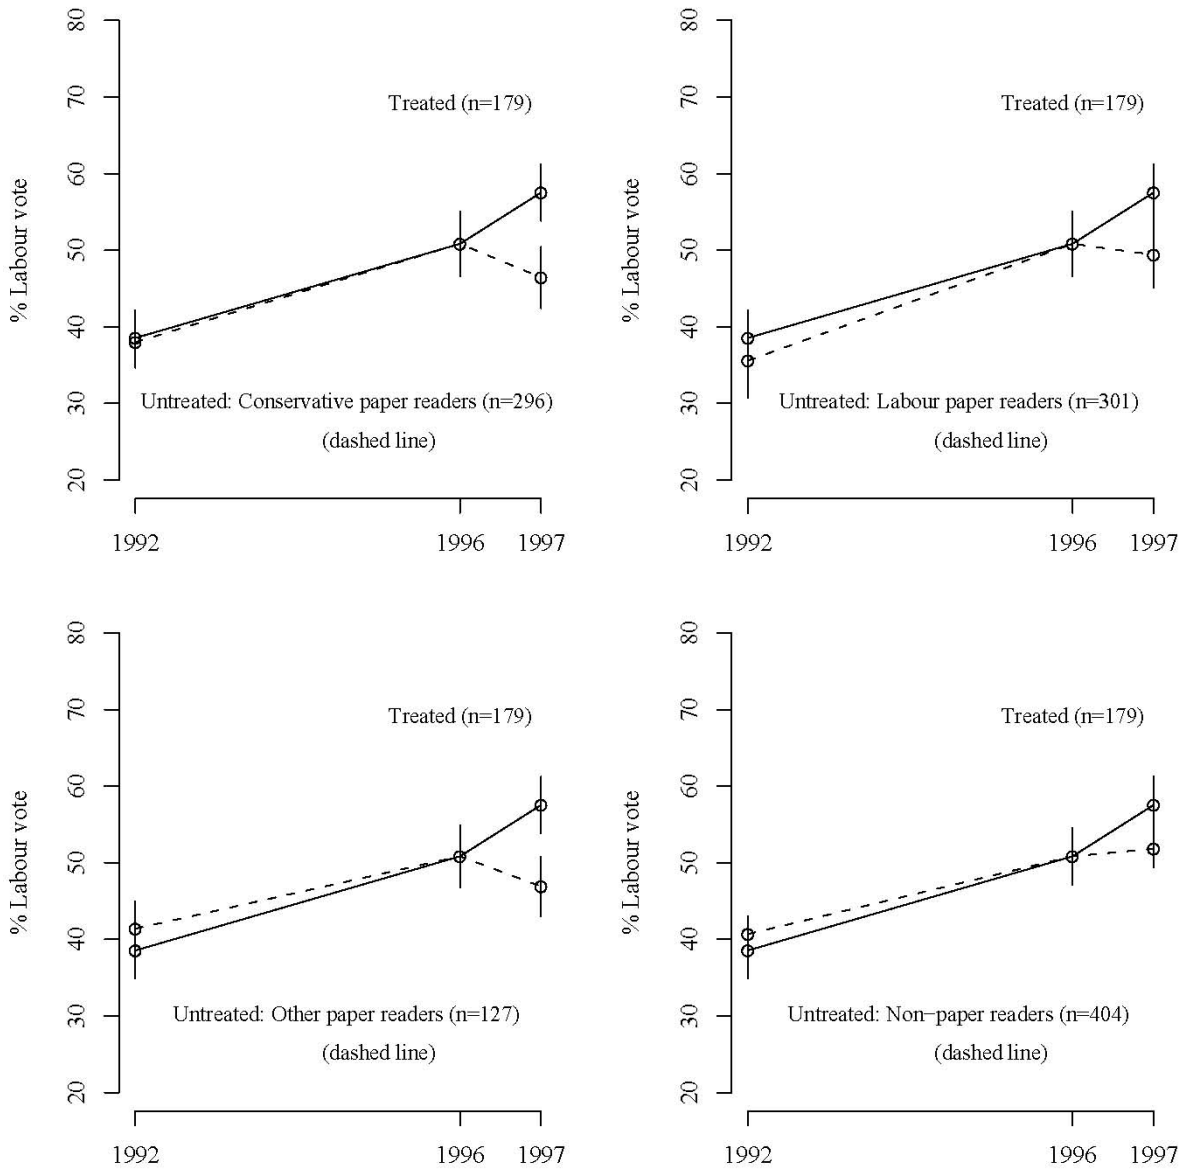 80
70
60
50
40
30
20
% Labour vote
Treated (n=179)
Untreated: Conservative paper readers (n=296)
(dashed line)
1992 1996 1997
80
70
60
50
40
30
20
% Labour vote
Treated (n=179)
Untreated: Labour paper readers (n=301)
(dashed line)
1992 1996 1997
80
70
60
50
40
30
20
% Labour vote
Treated (n=179)
Untreated: Other paper readers (n=127)
(dashed line)
1992 1996 1997
80
70
60
50
40
30
20
% Labour vote
Treated (n=179)
Untreated: Non−paper readers (n=404)
(dashed line)
1992 1996 1997